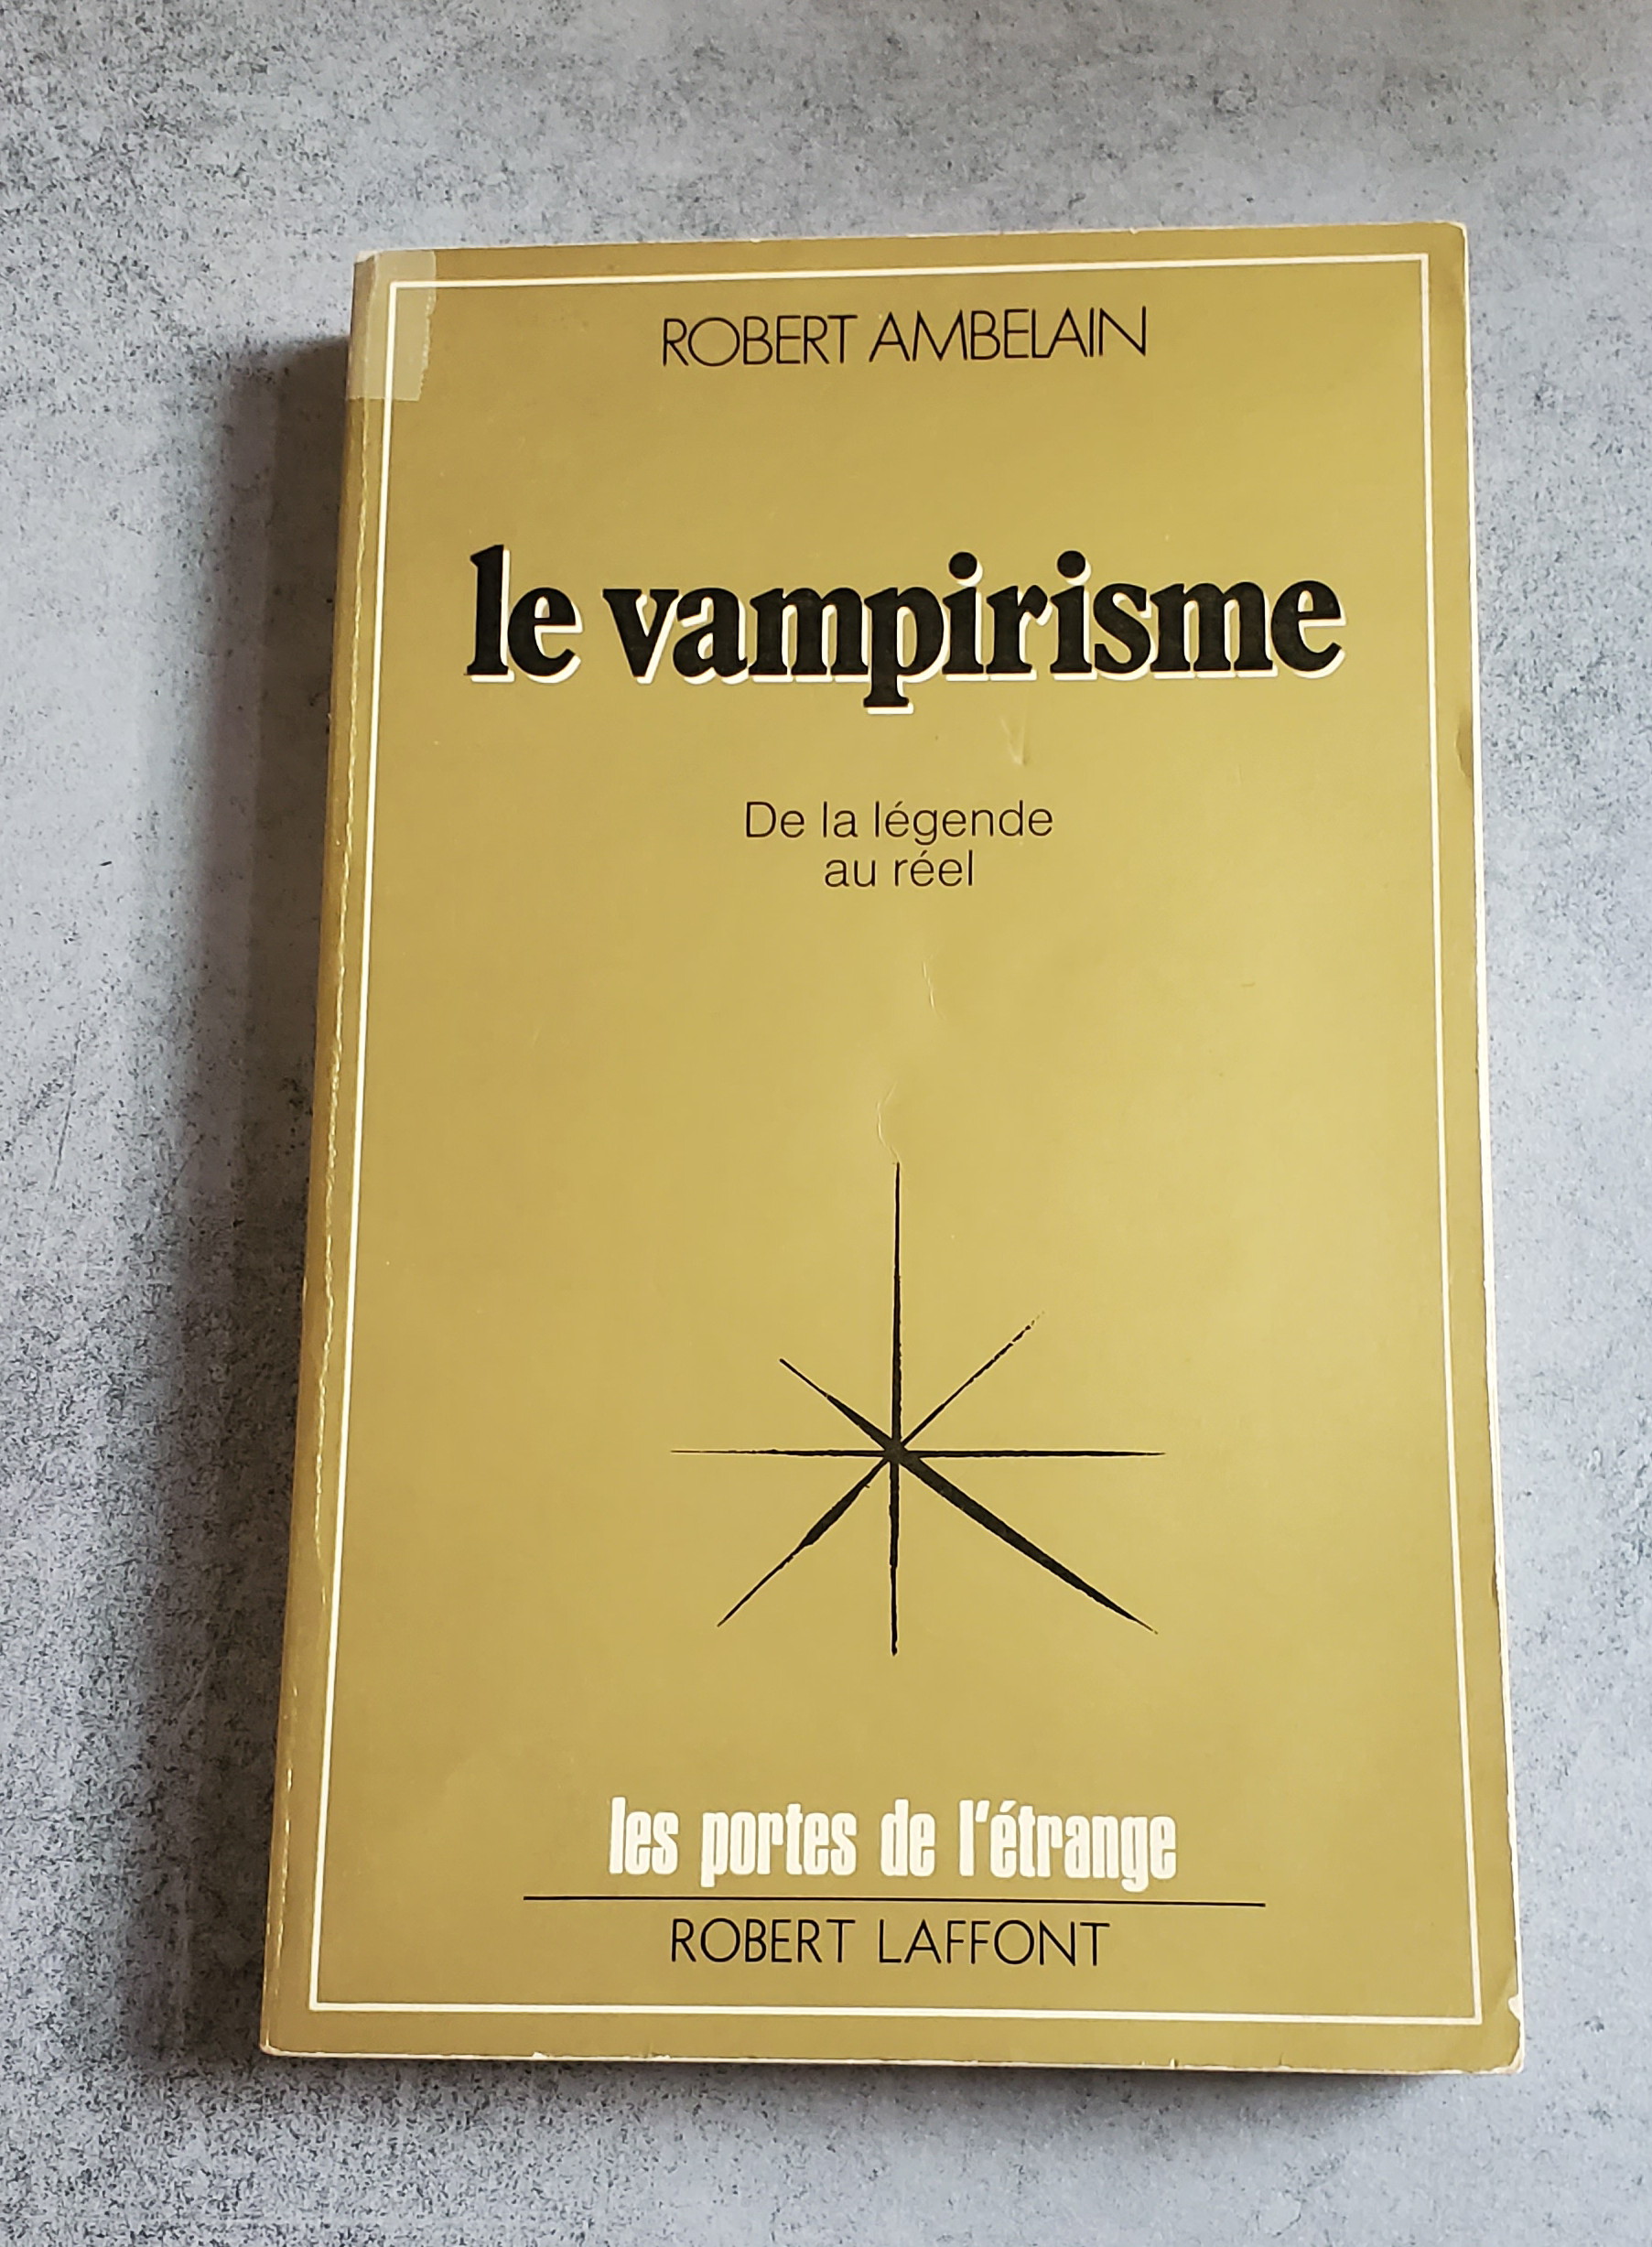 ROBERT AMBELAIN
le vampirisme
De la légende
au réel
les portes de l'étrange
ROBERT LAFFONT